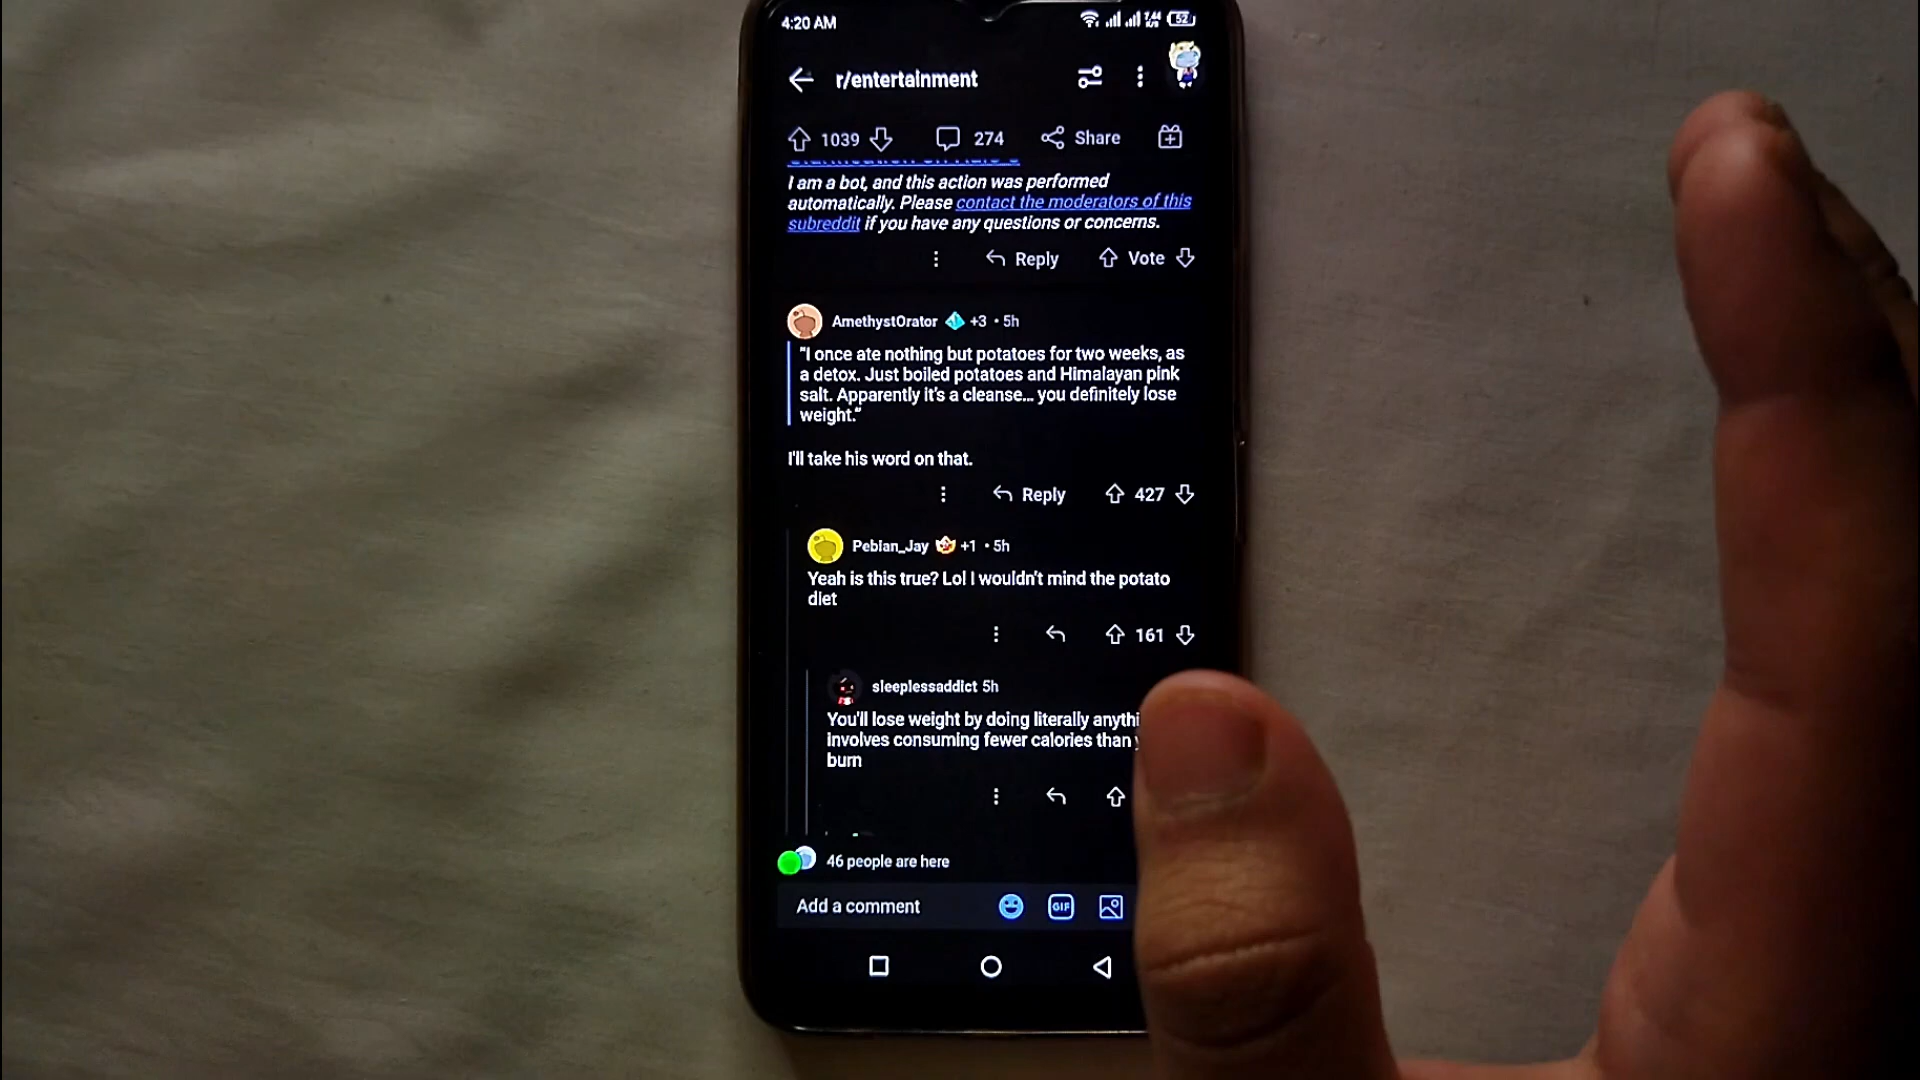 4:20 AM
7.44
52
r/entertainment
1039 274 Share
I am a bot, and this action was performed
automatically. Please contact the moderators of this
subreddit if you have any questions or concerns.
Reply Vote
AmethystOrator +3 • 5h
"I once ate nothing but potatoes for two weeks, as
a detox. Just boiled potatoes and Himalayan pink
salt. Apparently it's a cleanse... you definitely lose
weight."
I'll take his word on that.
Reply 427
Pebian_Jay +1 • 5h
Yeah is this true? Lol I wouldn't mind the potato
diet
161
sleeplessaddict 5h
You'll lose weight by doing literally
involves consuming fewer calories than
burn
46 people are here
Add a comment GIF